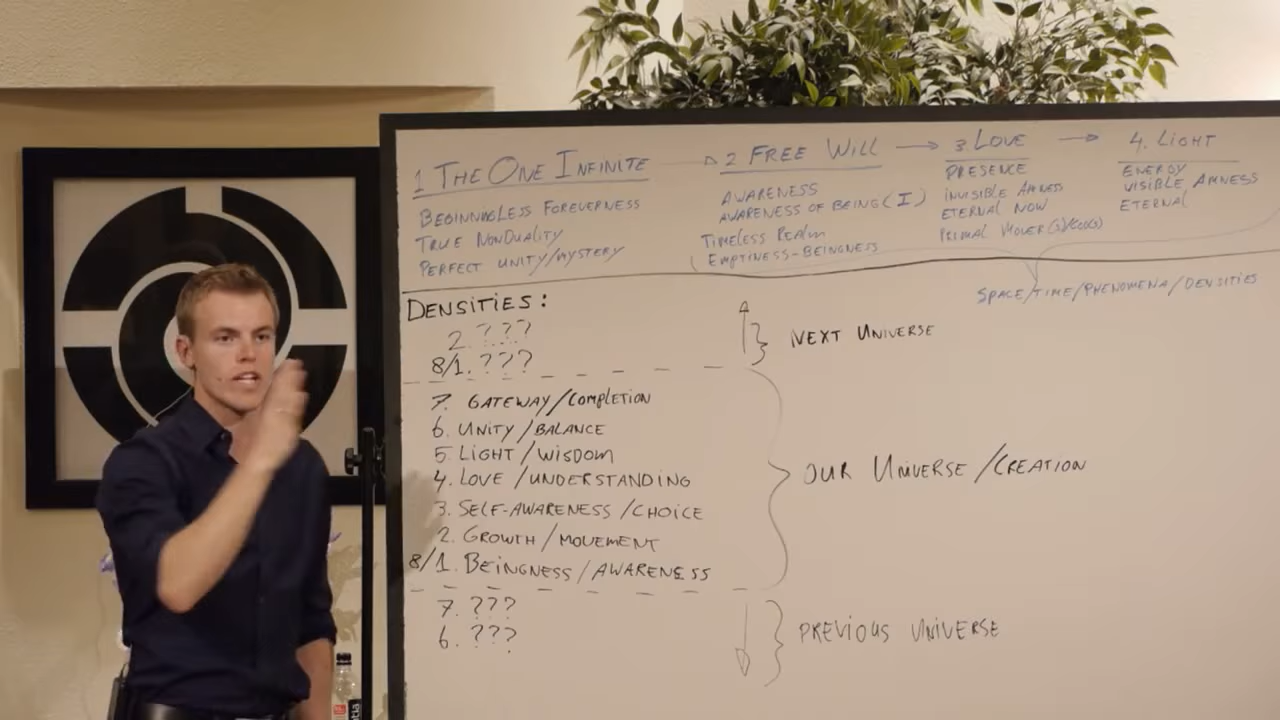 1 THE ONE INFINITE → 2 FREE WILL → 3 LOVE → 4. LIGHT
BEGINNINGLESS FOREVERNESS
TRUE NONDUALITY
PERFECT UNITY/MYSTERY
AWARENESS
AWARENESS OF BEING (I)
TIMELESS REALM
(EMPTINESS-BEINGNESS
PRESENCE
INVISIBLE AMNESS
ETERNAL NOW
PRIMAL MOVER(S)/GOD(S)
ENERGY
VISIBLE AMNESS
ETERNAL
SPACE/TIME/PHENOMENA/DENSITIES
DENSITIES:
2. ???
8/1. ???
NEXT UNIVERSE
7. GATEWAY/COMPLETION
6. UNITY/BALANCE
5. LIGHT/WISDOM
4. LOVE/UNDERSTANDING
3. SELF-AWARENESS/CHOICE
2. GROWTH/MOVEMENT
8/1. BEINGNESS/AWARENESS
OUR UNIVERSE/CREATION
7. ???
6. ???
PREVIOUS UNIVERSE